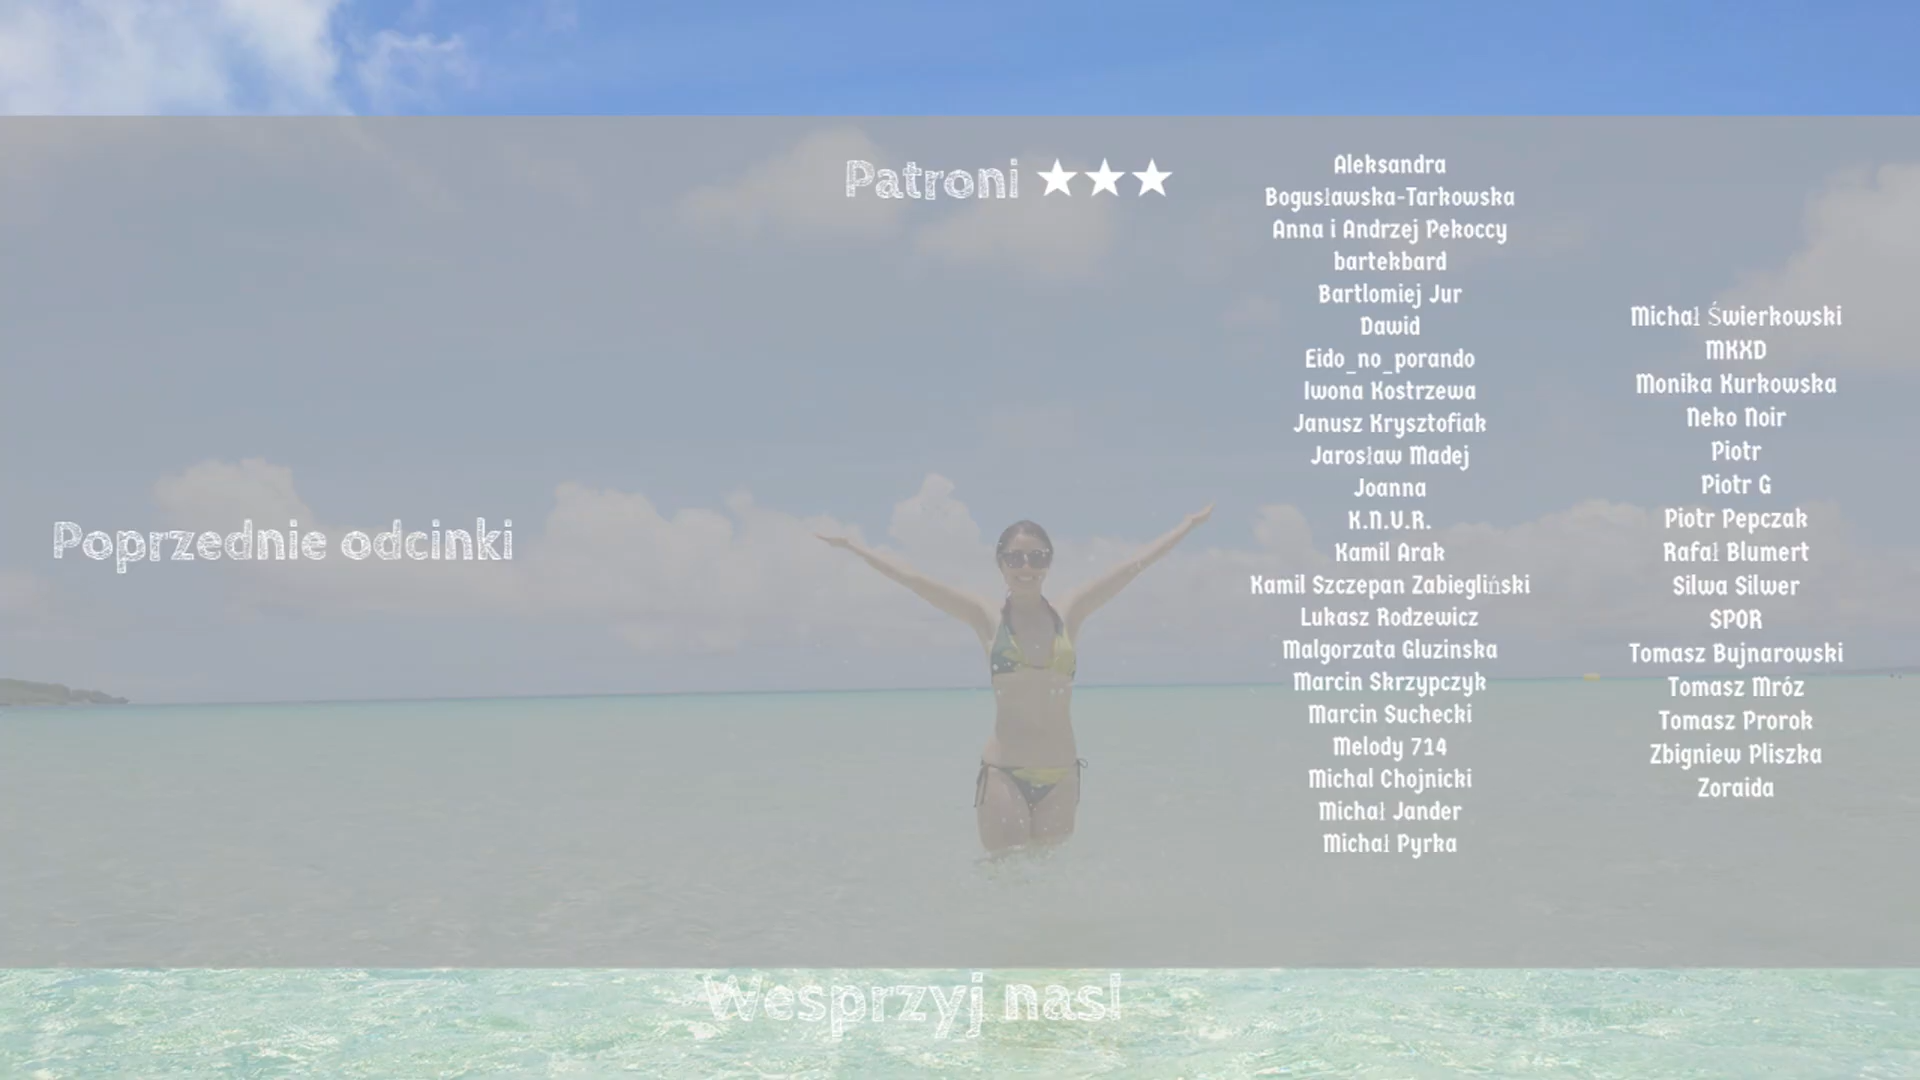 Patroni ★★★
Aleksandra
Bogusławska-Tarkowska
Anna i Andrzej Pekoccy
bartekbard
Bartlomiej Jur
Dawid
Eido_no_porando
Iwona Kostrzewa
Janusz Krysztofiak
Jarosław Madej
Joanna
K.N.U.R.
Kamil Arak
Kamil Szczepan Zabiegliński
Lukasz Rodzewicz
Malgorzata Gluzinska
Marcin Skrzypczyk
Marcin Suchecki
Melody 714
Michal Chojnicki
Michał Jander
Michał Pyrka
Michał Świerkowski
MKXD
Monika Kurkowska
Neko Noir
Piotr
Piotr G
Piotr Pepczak
Rafał Blumert
Silwa Silwer
SPOR
Tomasz Bujnarowski
Tomasz Mróz
Tomasz Prorok
Zbigniew Pliszka
Zoraida
Poprzednie odcinki
Wesprzyj nas!